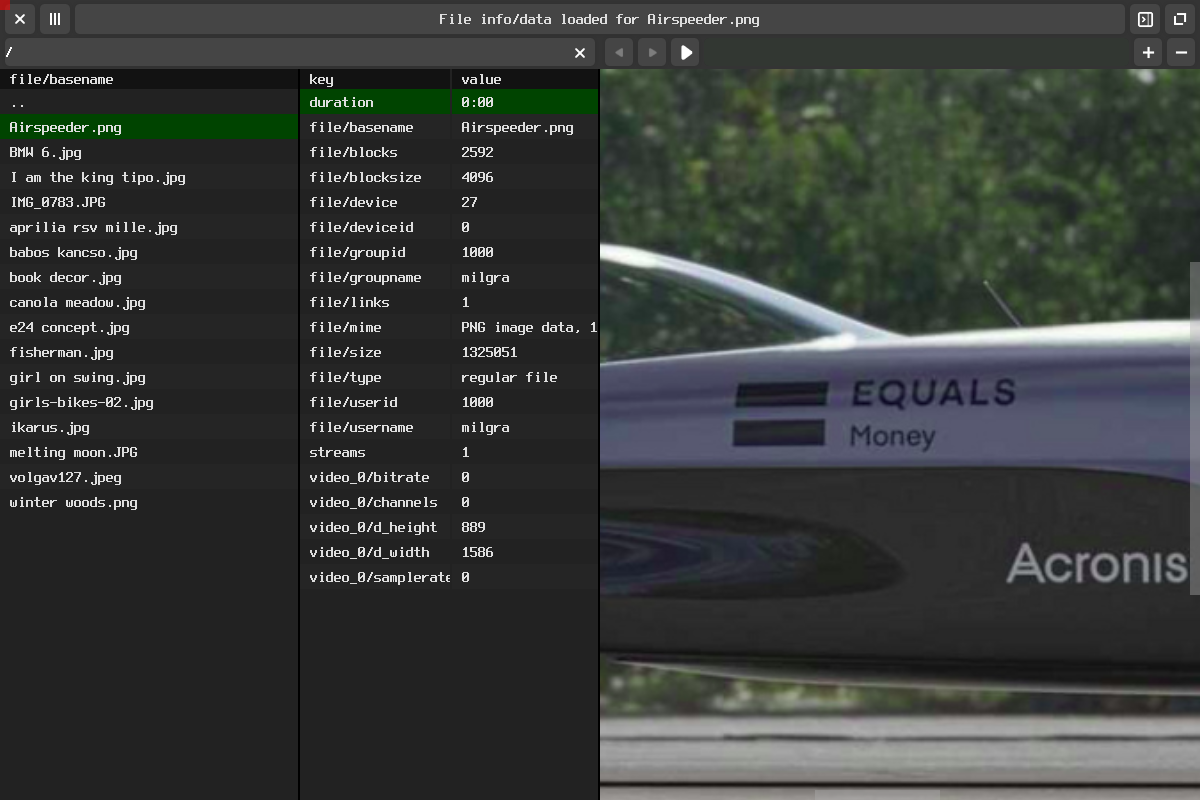 File info/data loaded for Airspeeder.png
/
file/basename
..
Airspeeder.png
BMW 6.jpg
I am the king tipo.jpg
IMG_0783.JPG
aprilia rsv mille.jpg
babos kancso.jpg
book decor.jpg
canola meadow.jpg
e24 concept.jpg
fisherman.jpg
girl on swing.jpg
girls-bikes-02.jpg
ikarus.jpg
melting moon.JPG
volgav127.jpeg
winter woods.png
key value
duration 0:00
file/basename Airspeeder.png
file/blocks 2592
file/blocksize 4096
file/device 27
file/deviceid 0
file/groupid 1000
file/groupname milgra
file/links 1
file/mime PNG image data, 1
file/size 1325051
file/type regular file
file/userid 1000
file/username milgra
streams 1
video_0/bitrate 0
video_0/channels 0
video_0/d_height 889
video_0/d_width 1586
video_0/samplerate 0
EQUALS
Money
Acronis